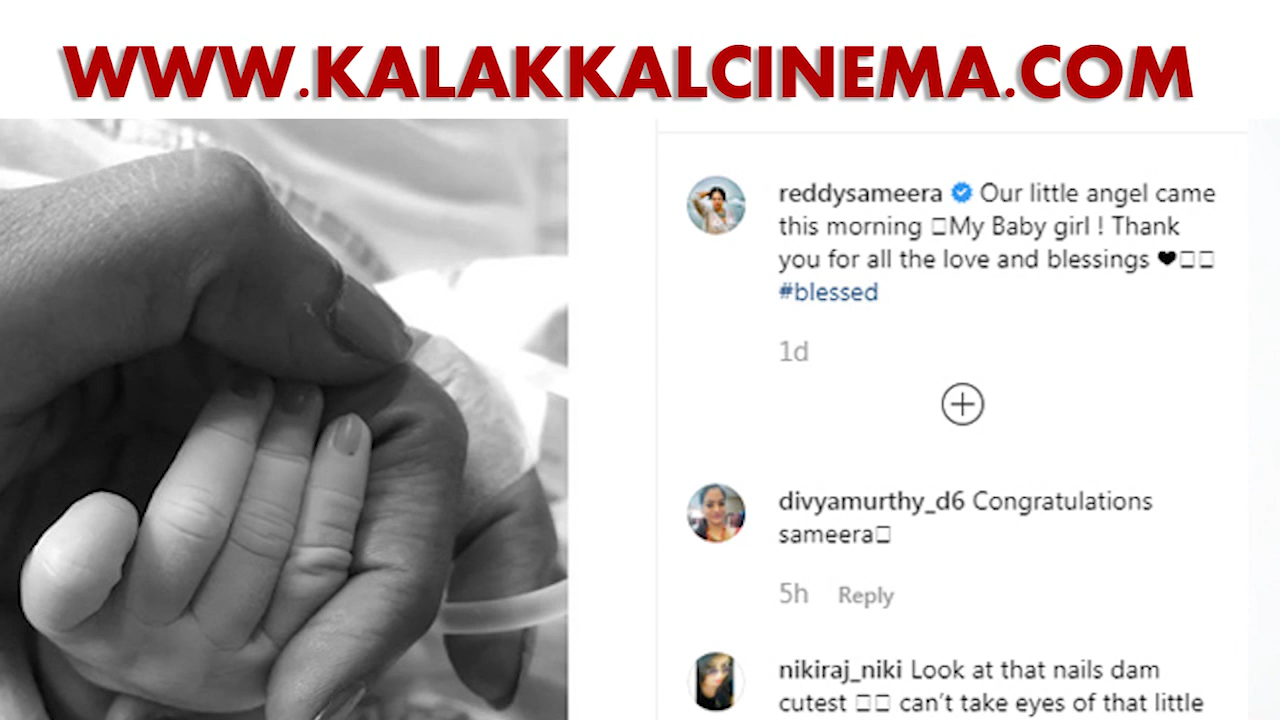 WWW.KALAKKALCINEMA.COM
reddysameera Our little angel came
this morning □My Baby girl ! Thank
you for all the love and blessings ❤□□
#blessed
1d
divyamurthy_d6 Congratulations
sameera□
5h Reply
nikiraj_niki Look at that nails dam
cutest □□ can't take eyes of that little